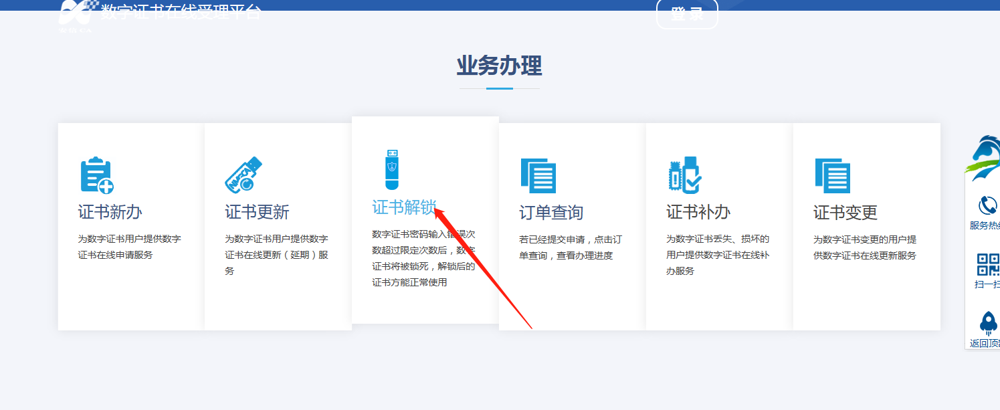 数字证书在线受理平台
登 录
业务办理
证书新办
为数字证书用户提供数字
证书在线申请服务
NMGCA
证书更新
为数字证书用户提供数字
证书在线更新（延期）服
务
证书解锁
数字证书密码输入错误次
数超过限定次数后，数字
证书将被锁死，解锁后的
证书方能正常使用
订单查询
若已经提交申请，点击订
单查询，查看办理进度
证书补办
为数字证书丢失、损坏的
用户提供数字证书在线补
办服务
证书变更
为数字证书变更的用户提
供数字证书在线更新服务
服务热
扫一扫
返回顶